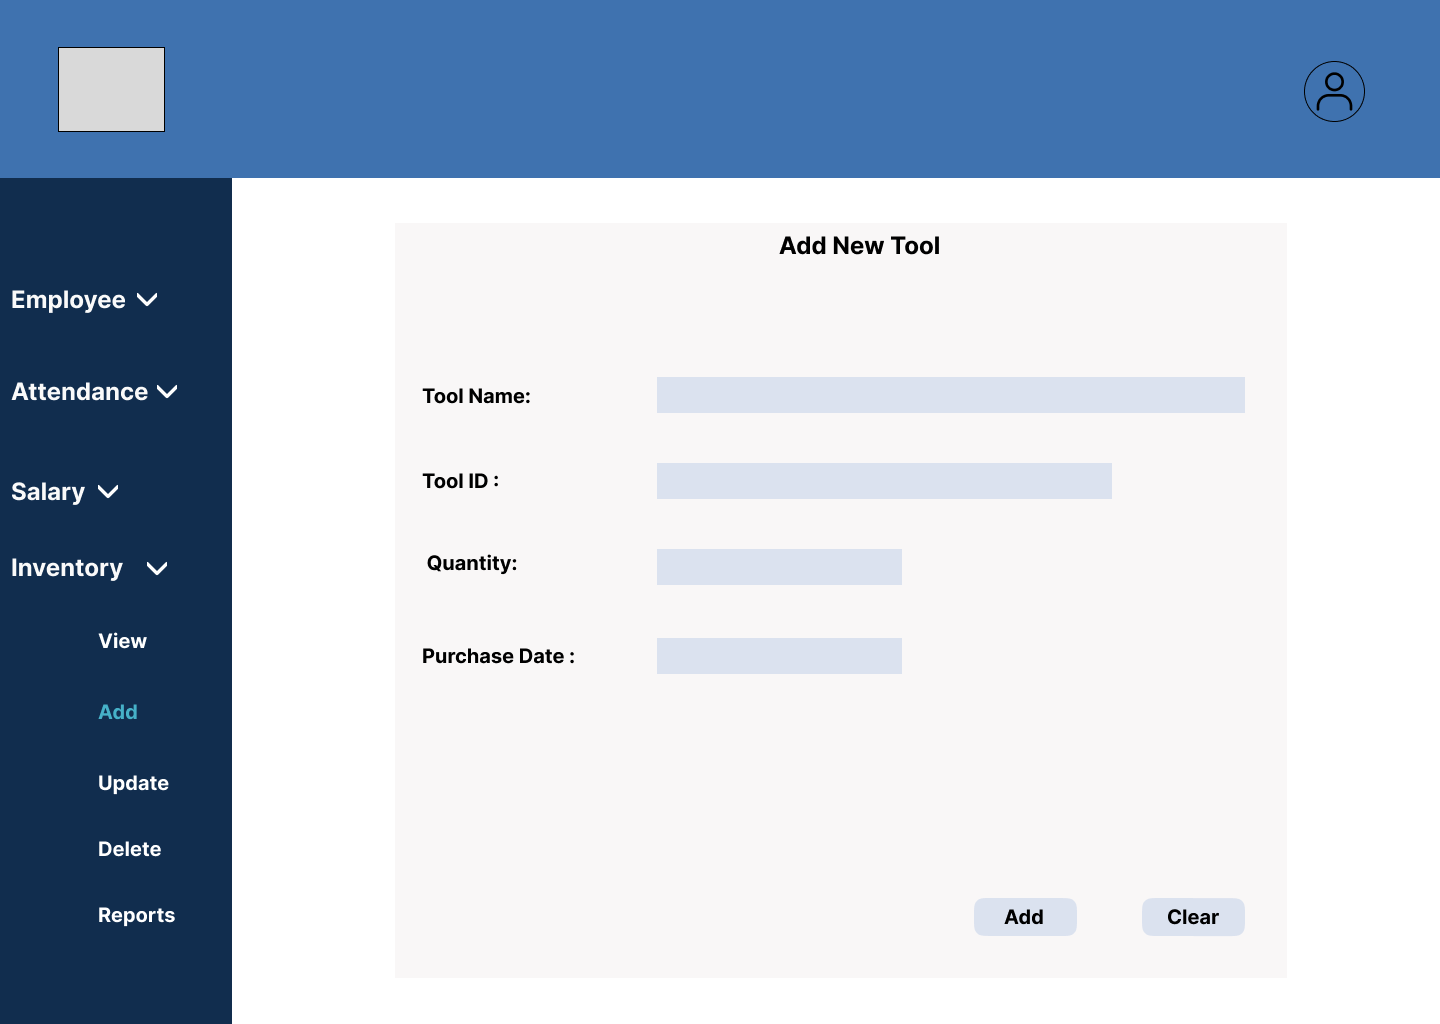 Employee
Attendance
Salary
Inventory
View
Add
Update
Delete
Reports
Add New Tool
Tool Name:
Tool ID :
Quantity:
Purchase Date :
Add
Clear